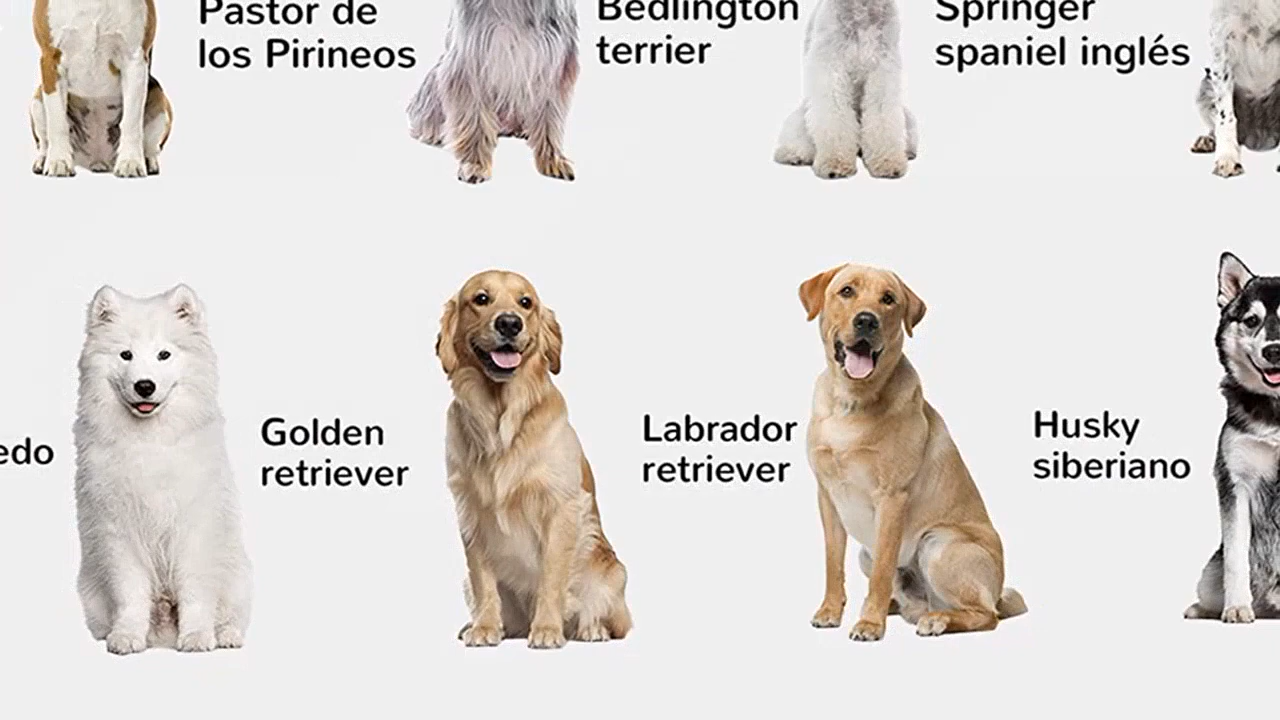 Pastor de
los Pirineos
Bedlington
terrier
Springer
spaniel inglés
Golden
retriever
Labrador
retriever
Husky
siberiano